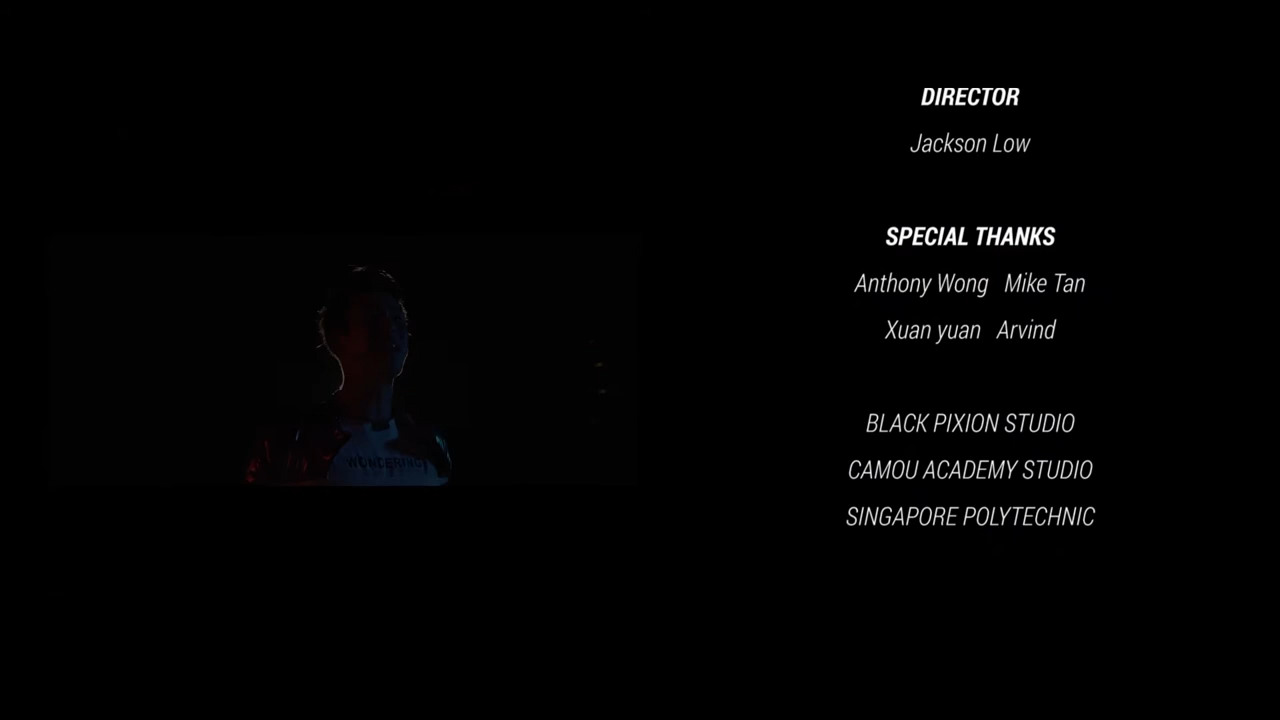 DIRECTOR
Jackson Low
SPECIAL THANKS
Anthony Wong Mike Tan
Xuan yuan Arvind
BLACK PIXION STUDIO
CAMOU ACADEMY STUDIO
SINGAPORE POLYTECHNIC
WONDERING